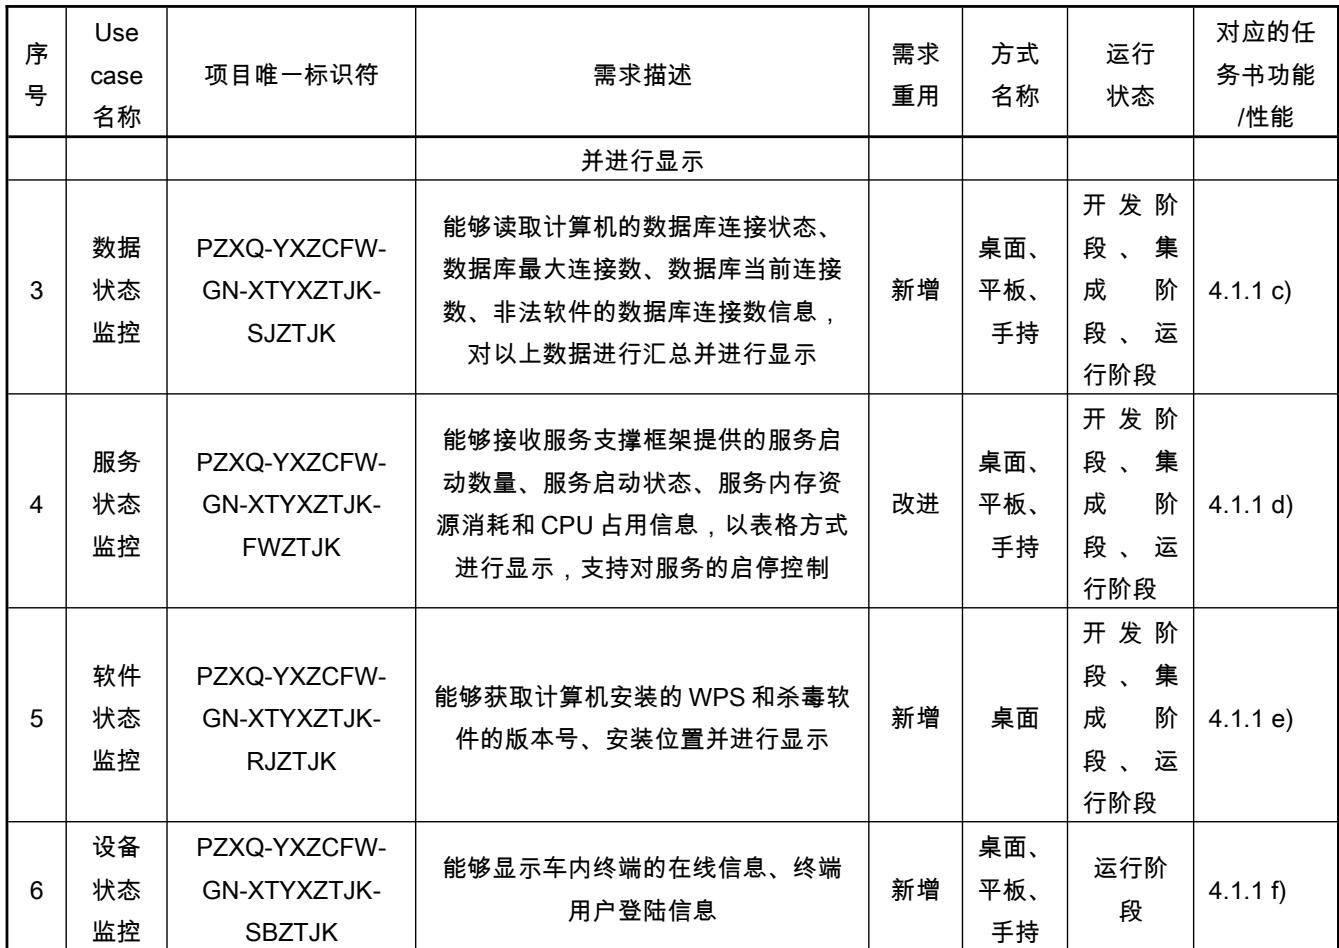 序号 Use case 名称 项目唯一标识符 需求描述 需求重用 方式名称 运行状态 对应的任务书功能/性能
并进行显示
3 数据状态监控 PZXQ-YXZCFW-GN-XTYXZTJK-SJZTJK 能够读取计算机的数据库连接状态、数据库最大连接数、数据库当前连接数、非法软件的数据库连接数信息，对以上数据进行汇总并进行显示 新增 桌面、平板、手持 开发阶段、集成阶段、运行阶段 4.1.1 c)
4 服务状态监控 PZXQ-YXZCFW-GN-XTYXZTJK-FWZTJK 能够接收服务支撑框架提供的服务启动数量、服务启动状态、服务内存资源消耗和 CPU 占用信息，以表格方式进行显示，支持对服务的启停控制 改进 桌面、平板、手持 开发阶段、集成阶段、运行阶段 4.1.1 d)
5 软件状态监控 PZXQ-YXZCFW-GN-XTYXZTJK-RJZTJK 能够获取计算机安装的 WPS 和杀毒软件的版本号、安装位置并进行显示 新增 桌面 开发阶段、集成阶段、运行阶段 4.1.1 e)
6 设备状态监控 PZXQ-YXZCFW-GN-XTYXZTJK-SBZTJK 能够显示车内终端的在线信息、终端用户登陆信息 新增 桌面、平板、手持 运行阶段 4.1.1 f)